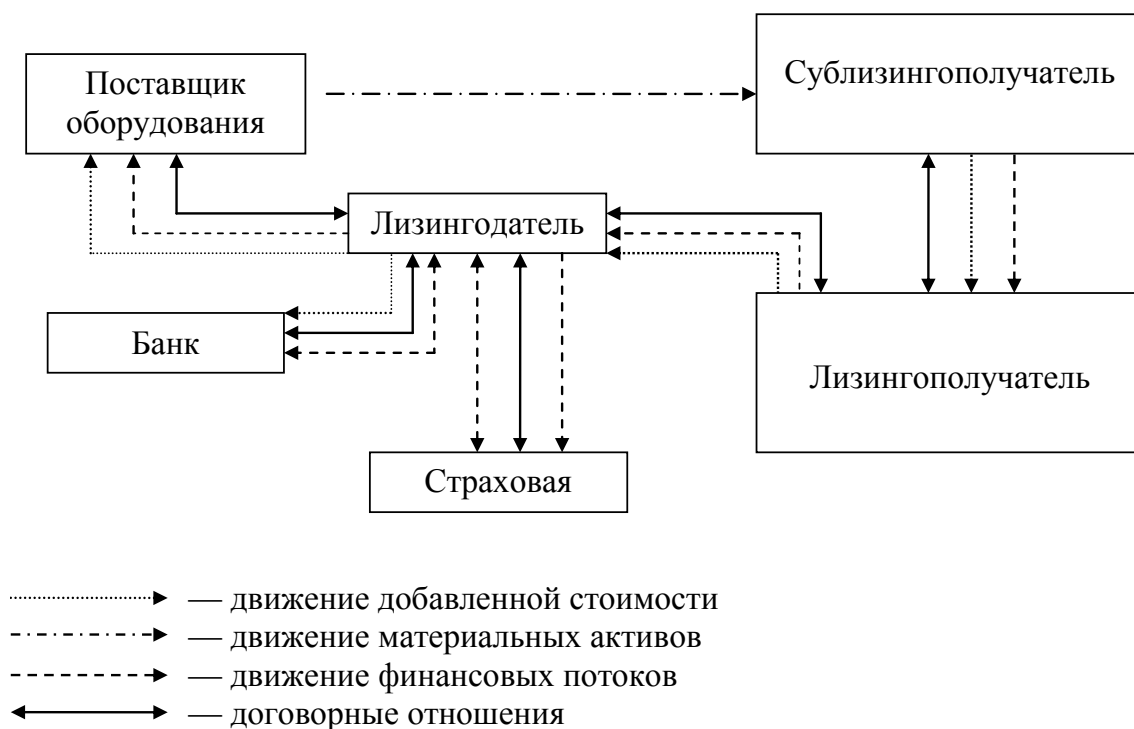 Поставщик
оборудования
Сублизингополучатель
Лизингодатель
Банк
Лизингополучатель
Страховая
— движение добавленной стоимости
— движение материальных активов
— движение финансовых потоков
— договорные отношения